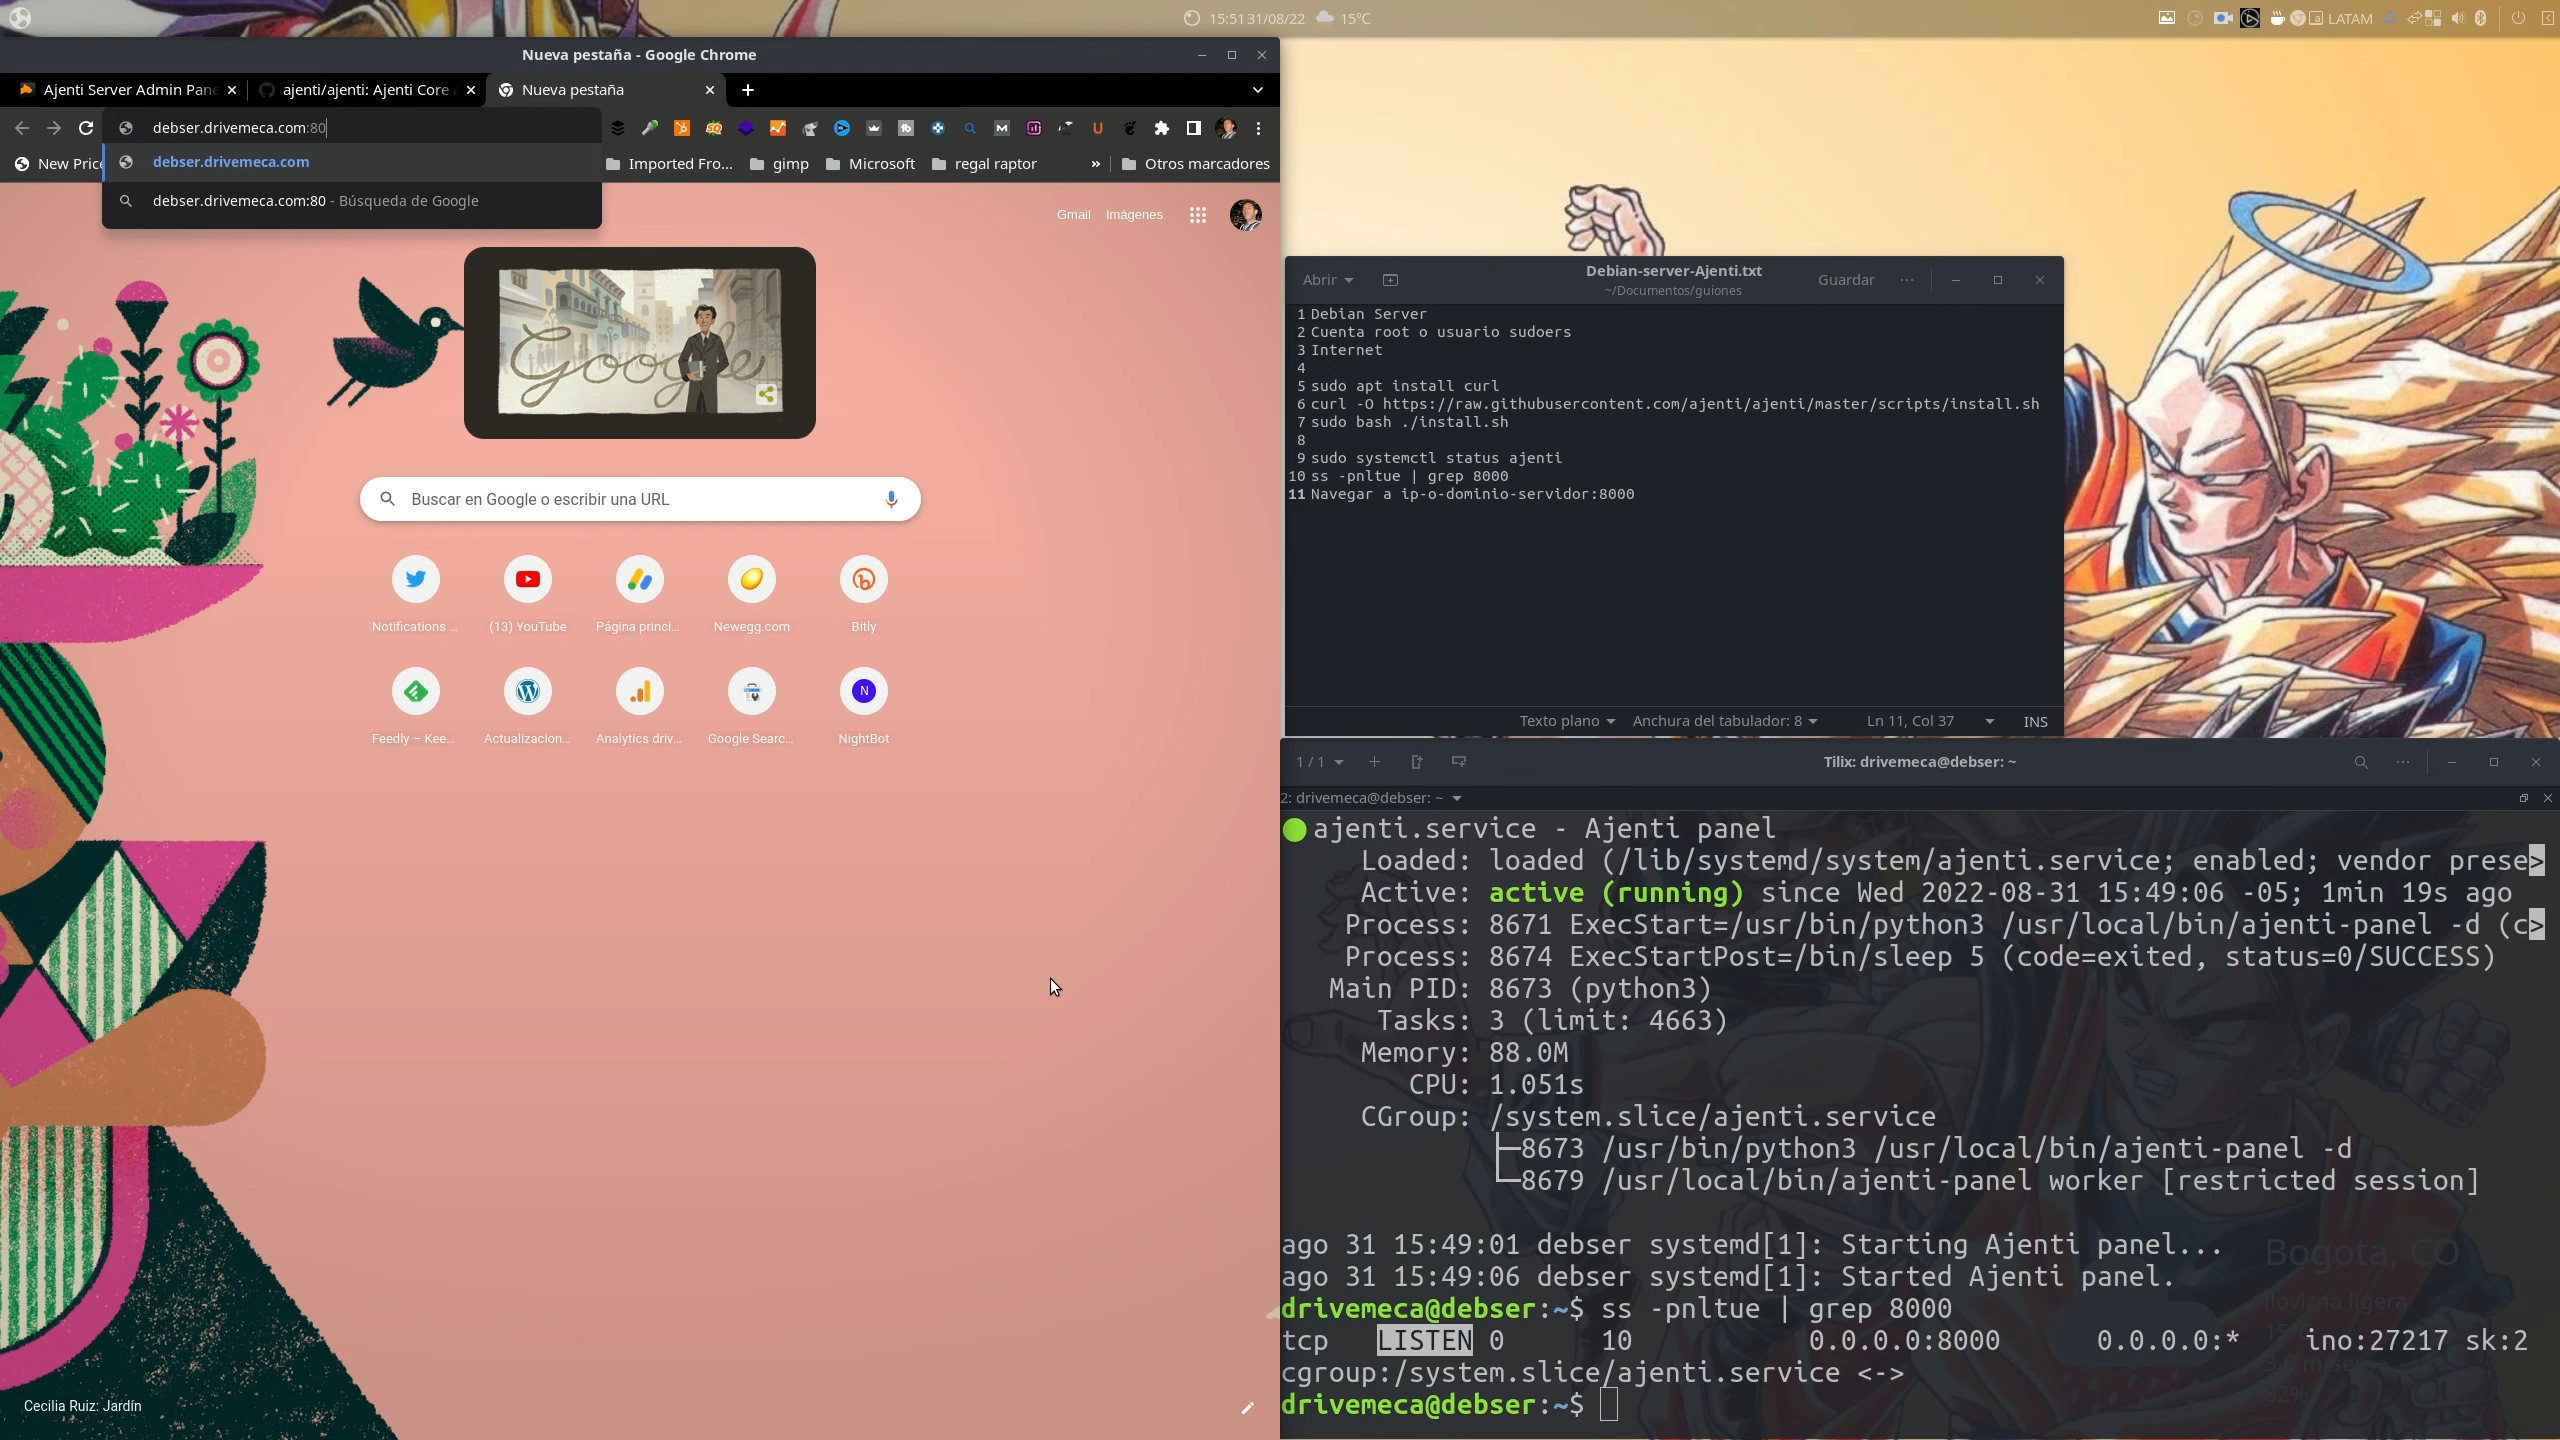 15:51 31/08/22
15°C
LATAM
Nueva pestaña - Google Chrome
Ajenti Server Admin Pane
ajenti/ajenti: Ajenti Core a
Nueva pestaña
debser.drivemeca.com:80
New Price
debser.drivemeca.com
debser.drivemeca.com:80 - Búsqueda de Google
Imported Fro...
gimp
Microsoft
regal raptor
»
Otros marcadores
Gmail
Imágenes
Google
Buscar en Google o escribir una URL
Notifications ...
(13) YouTube
Página princi...
Newegg.com
Bitly
Feedly – Kee...
Actualizacion...
Analytics driv...
Google Searc...
NightBot
Cecilia Ruiz: Jardín
Abrir
Debian-server-Ajenti.txt
~/Documentos/guiones
Guardar
1 Debian Server
2 Cuenta root o usuario sudoers
3 Internet
4
5 sudo apt install curl
6 curl -O https://raw.githubusercontent.com/ajenti/ajenti/master/scripts/install.sh
7 sudo bash ./install.sh
8
9 sudo systemctl status ajenti
10 ss -pnltue | grep 8000
11 Navegar a ip-o-dominio-servidor:8000
Texto plano
Anchura del tabulador: 8
Ln 11, Col 37
INS
1 / 1
Tilix: drivemeca@debser: ~
2: drivemeca@debser: ~
ajenti.service - Ajenti panel
Loaded: loaded (/lib/systemd/system/ajenti.service; enabled; vendor prese>
Active: active (running) since Wed 2022-08-31 15:49:06 -05; 1min 19s ago
Process: 8671 ExecStart=/usr/bin/python3 /usr/local/bin/ajenti-panel -d (c>
Process: 8674 ExecStartPost=/bin/sleep 5 (code=exited, status=0/SUCCESS)
Main PID: 8673 (python3)
Tasks: 3 (limit: 4663)
Memory: 88.0M
CPU: 1.051s
CGroup: /system.slice/ajenti.service
├─8673 /usr/bin/python3 /usr/local/bin/ajenti-panel -d
└─8679 /usr/local/bin/ajenti-panel worker [restricted session]
ago 31 15:49:01 debser systemd[1]: Starting Ajenti panel...
ago 31 15:49:06 debser systemd[1]: Started Ajenti panel.
Bogota, CO
llovizna ligera
drivemeca@debser:~$ ss -pnltue | grep 8000
tcp LISTEN 0 10 0.0.0.0:8000 0.0.0.0:* ino:27217 sk:2
cgroup:/system.slice/ajenti.service <->
drivemeca@debser:~$